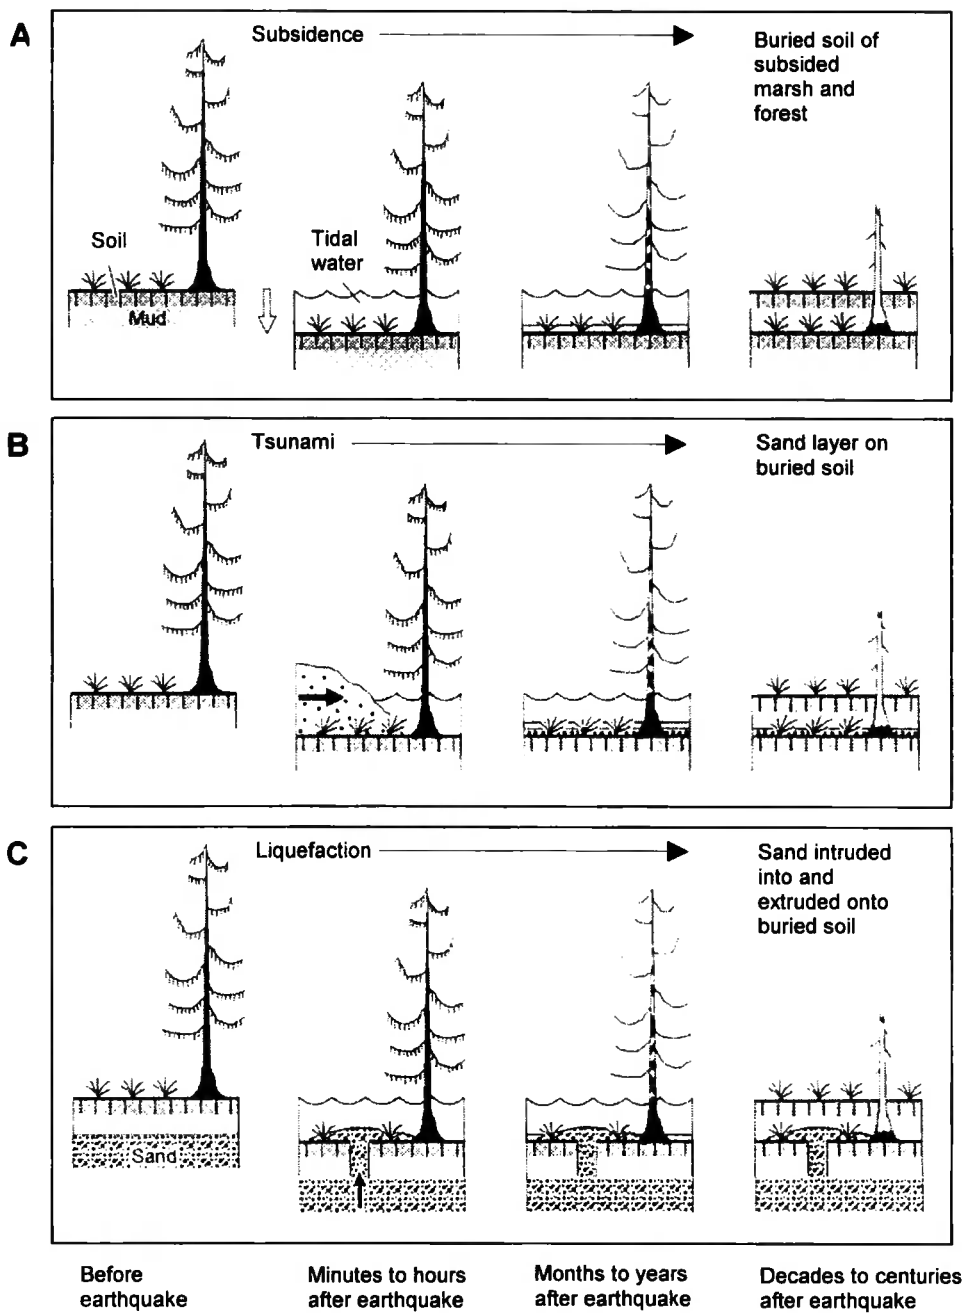 A
Subsidence
Buried soil of
subsided
marsh and
forest
Soil
Mud
Tidal
water
B
Tsunami
Sand layer on
buried soil
C
Liquefaction
Sand intruded
into and
extruded onto
buried soil
Sand
Before
earthquake
Minutes to hours
after earthquake
Months to years
after earthquake
Decades to centuries
after earthquake